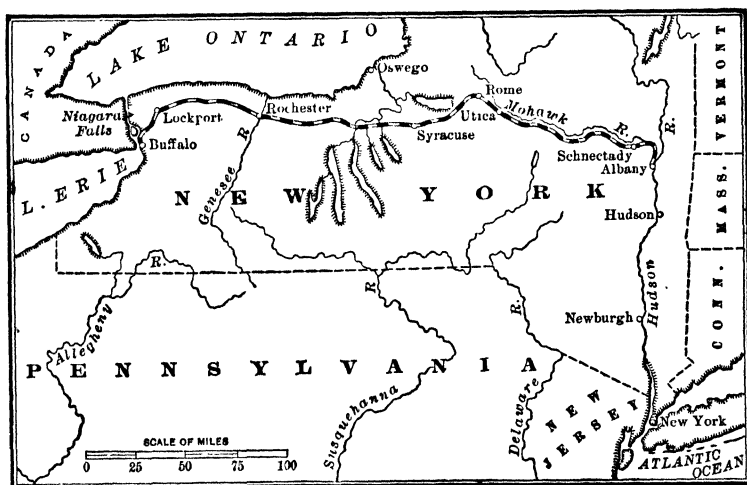 CANADA
LAKE ONTARIO
VERMONT
Oswego
Rome
Niagara
Falls
Lockport
Rochester
Utica
Mohawk
R.
R.
Buffalo
Syracuse
Schnectady
Albany
L. ERIE
Genesee
R
NEW YORK
MASS.
Hudson
R.
R
R.
Newburgh
Hudson
CONN.
Allegheny
PENNSYLVANIA
Susquehanna
Delaware
NEW
JERSEY
New York
SCALE OF MILES
0 25 50 75 100
ATLANTIC
OCEAN